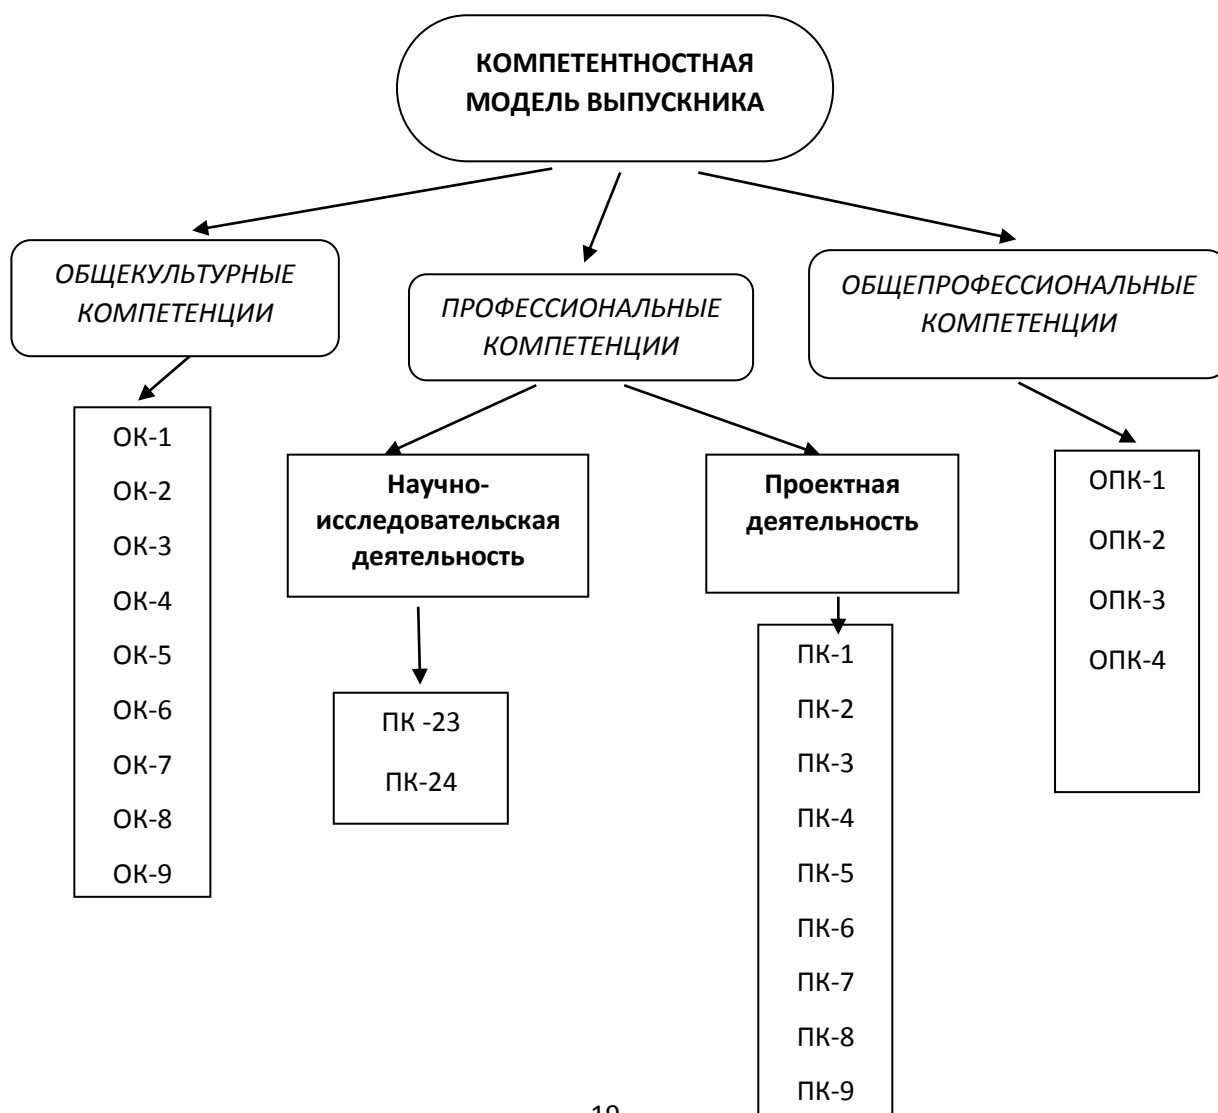 КОМПЕТЕНТНОСТНАЯ
МОДЕЛЬ ВЫПУСКНИКА
ОБЩЕКУЛЬТУРНЫЕ
КОМПЕТЕНЦИИ
ПРОФЕССИОНАЛЬНЫЕ
КОМПЕТЕНЦИИ
ОБЩЕПРОФЕССИОНАЛЬНЫЕ
КОМПЕТЕНЦИИ
ОК-1
ОК-2
ОК-3
ОК-4
ОК-5
ОК-6
ОК-7
ОК-8
ОК-9
Научно-
исследовательская
деятельность
ПК -23
ПК-24
Проектная
деятельность
ПК-1
ПК-2
ПК-3
ПК-4
ПК-5
ПК-6
ПК-7
ПК-8
ПК-9
ОПК-1
ОПК-2
ОПК-3
ОПК-4